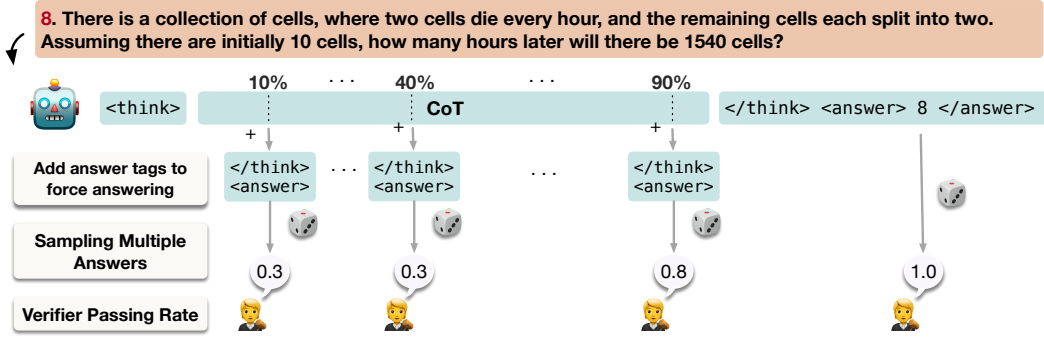 8. There is a collection of cells, where two cells die every hour, and the remaining cells each split into two.
Assuming there are initially 10 cells, how many hours later will there be 1540 cells?
10% ... 40% ... 90%
<think> CoT </think> <answer> 8 </answer>
+ + +
Add answer tags to
force answering
</think> ... </think> ... </think>
<answer> <answer> <answer>
Sampling Multiple
Answers
0.3 0.3 0.8 1.0
Verifier Passing Rate